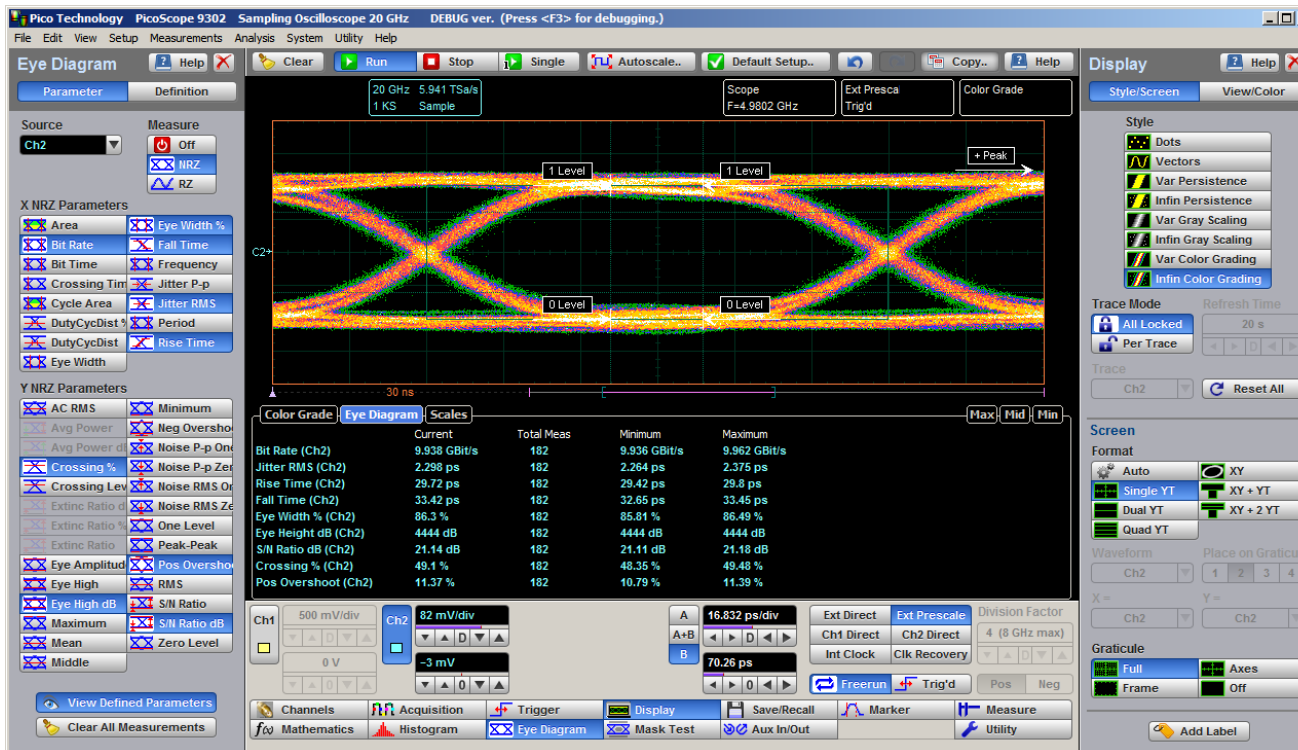 Pico Technology PicoScope 9302 Sampling Oscilloscope 20 GHz DEBUG ver. (Press <F3> for debugging.)
File Edit View Setup Measurements Analysis System Utility Help
Eye Diagram Help
Parameter Definition
Source Measure
Ch2 Off
NRZ
RZ
X NRZ Parameters
Area Eye Width %
Bit Rate Fall Time
Bit Time Frequency
Crossing Tim Jitter P-p
Cycle Area Jitter RMS
DutyCycDist % Period
DutyCycDist Rise Time
Eye Width
Y NRZ Parameters
AC RMS Minimum
Avg Power Neg Oversho
Avg Power d Noise P-p On
Crossing % Noise P-p Zer
Crossing Lev Noise RMS On
Extinc Ratio d Noise RMS Ze
Extinc Ratio % One Level
Extinc Ratio Peak-Peak
Eye Amplitud Pos Oversho
Eye High RMS
Eye High dB S/N Ratio
Maximum S/N Ratio dB
Mean Zero Level
Middle
View Defined Parameters
Clear All Measurements
Clear Run Stop Single Autoscale.. Default Setup.. Copy.. Help
20 GHz 5.941 TSa/s
1 KS Sample
Scope
F=4.9802 GHz
Ext Presca
Trig'd
Color Grade
+ Peak
1 Level 1 Level
C2
0 Level 0 Level
30 ns
Color Grade Eye Diagram Scales Max Mid Min
Current Total Meas Minimum Maximum
Bit Rate (Ch2) 9.938 GBit/s 182 9.936 GBit/s 9.962 GBit/s
Jitter RMS (Ch2) 2.298 ps 182 2.264 ps 2.375 ps
Rise Time (Ch2) 29.72 ps 182 29.42 ps 29.8 ps
Fall Time (Ch2) 33.42 ps 182 32.65 ps 33.45 ps
Eye Width % (Ch2) 86.3 % 182 85.81 % 86.49 %
Eye Height dB (Ch2) 4444 dB 182 4444 dB 4444 dB
S/N Ratio dB (Ch2) 21.14 dB 182 21.11 dB 21.18 dB
Crossing % (Ch2) 49.1 % 182 48.35 % 49.48 %
Pos Overshoot (Ch2) 11.37 % 182 10.79 % 11.39 %
Ch1 500 mV/div Ch2 82 mV/div A 16.832 ps/div Ext Direct Ext Prescale Division Factor
D D A+B D Ch1 Direct Ch2 Direct 4 (8 GHz max)
0 V -3 mV B 70.26 ps Int Clock Clk Recovery D
0 0 0 Freerun Trig'd Pos Neg
Channels Acquisition Trigger Display Save/Recall Marker Measure
f(x) Mathematics Histogram Eye Diagram Mask Test Aux In/Out Utility
Display Help
Style/Screen View/Color
Style
Dots
Vectors
Var Persistence
Infin Persistence
Var Gray Scaling
Infin Gray Scaling
Var Color Grading
Infin Color Grading
Trace Mode Refresh Time
All Locked 20 s
Per Trace D
Trace
Ch2 Reset All
Screen
Format
Auto XY
Single YT XY + YT
Dual YT XY + 2 YT
Quad YT
Waveform Place on Graticu
Ch2 1 2 3 4
X = Y =
Ch2 Ch2
Graticule
Full Axes
Frame Off
Add Label